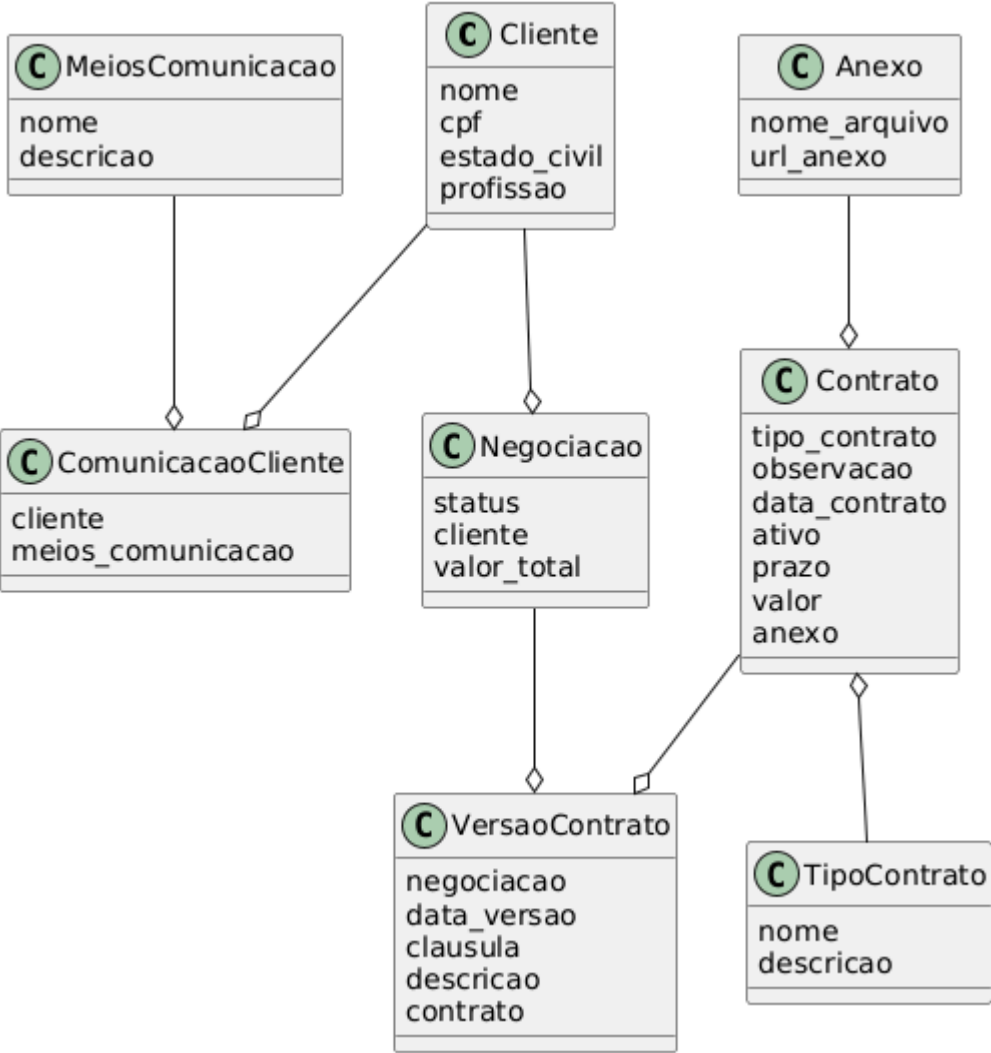 C MeiosComunicacao
nome
descricao
C Cliente
nome
cpf
estado_civil
profissao
C Anexo
nome_arquivo
url_anexo
C ComunicacaoCliente
cliente
meios_comunicacao
C Negociacao
status
cliente
valor_total
C Contrato
tipo_contrato
observacao
data_contrato
ativo
prazo
valor
anexo
C VersaoContrato
negociacao
data_versao
clausula
descricao
contrato
C TipoContrato
nome
descricao